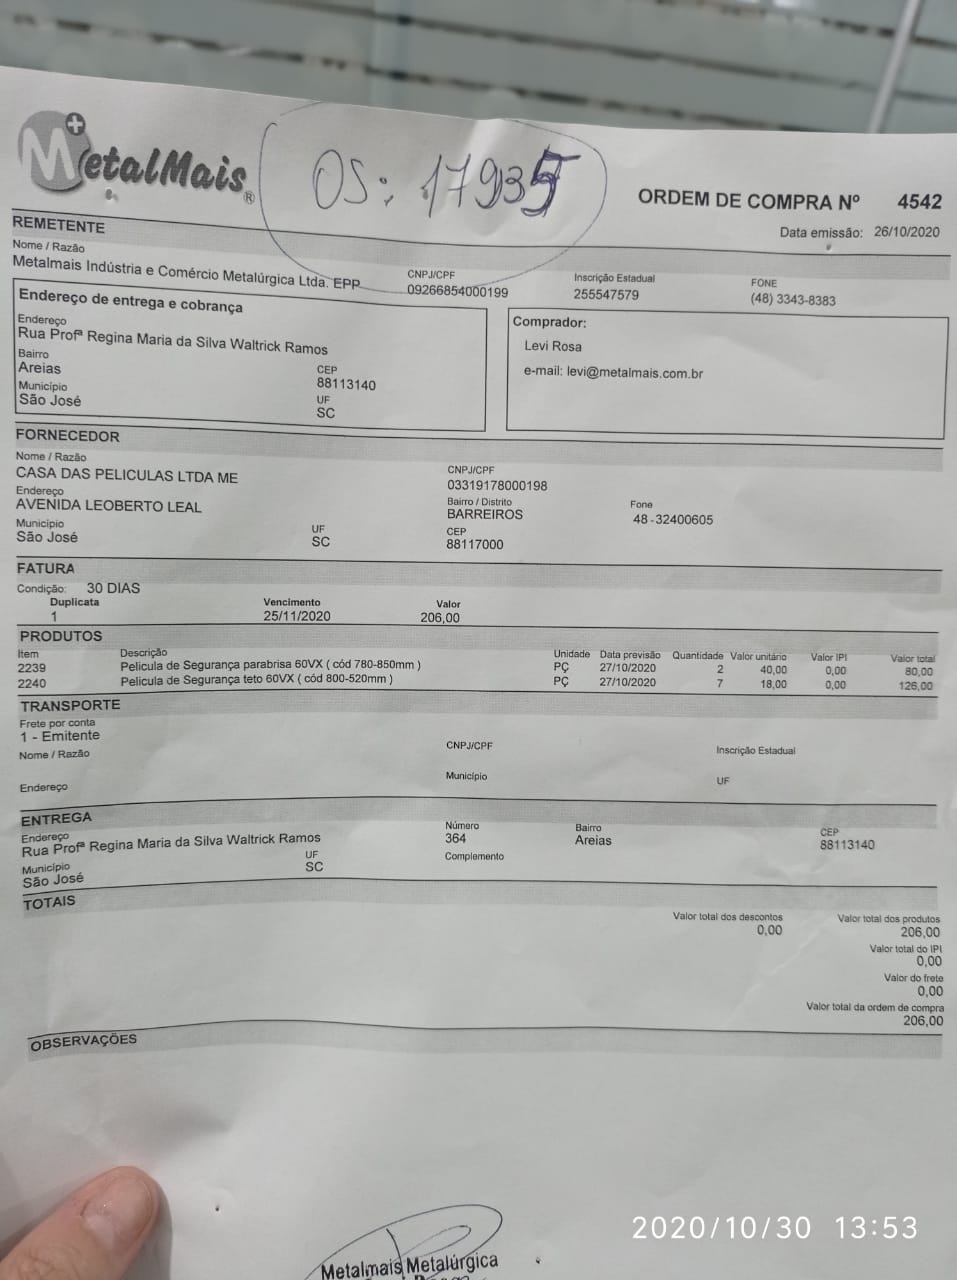 MetalMais®
OS: 17935
ORDEM DE COMPRA Nº 4542
Data emissão: 26/10/2020
REMETENTE
Nome / Razão
Metalmais Indústria e Comércio Metalúrgica Ltda. EPP
CNPJ/CPF
09266854000199
Inscrição Estadual
255547579
FONE
(48) 3343-8383
Endereço de entrega e cobrança
Endereço
Rua Profª Regina Maria da Silva Waltrick Ramos
Bairro
Areias
CEP
88113140
Município
São José
UF
SC
Comprador:
Levi Rosa
e-mail: levi@metalmais.com.br
FORNECEDOR
Nome / Razão
CASA DAS PELICULAS LTDA ME
CNPJ/CPF
03319178000198
Endereço
AVENIDA LEOBERTO LEAL
Bairro / Distrito
BARREIROS
Fone
48-32400605
Município
São José
UF
SC
CEP
88117000
FATURA
Condição: 30 DIAS
Duplicata Vencimento Valor
1 25/11/2020 206,00
PRODUTOS
Item Descrição Unidade Data previsão Quantidade Valor unitário Valor IPI Valor total
2239 Pelicula de Segurança parabrisa 60VX ( cód 780-850mm ) PÇ 27/10/2020 2 40,00 0,00 80,00
2240 Pelicula de Segurança teto 60VX ( cód 800-520mm ) PÇ 27/10/2020 7 18,00 0,00 126,00
TRANSPORTE
Frete por conta
1 - Emitente
Nome / Razão
CNPJ/CPF
Inscrição Estadual
Endereço
Município
UF
ENTREGA
Endereço
Rua Profª Regina Maria da Silva Waltrick Ramos
Número
364
Bairro
Areias
CEP
88113140
Município
São José
UF
SC
Complemento
TOTAIS
Valor total dos descontos
0,00
Valor total dos produtos
206,00
Valor total do IPI
0,00
Valor do frete
0,00
Valor total da ordem de compra
206,00
OBSERVAÇÕES
Metalmais Metalúrgica
2020/10/30 13:53